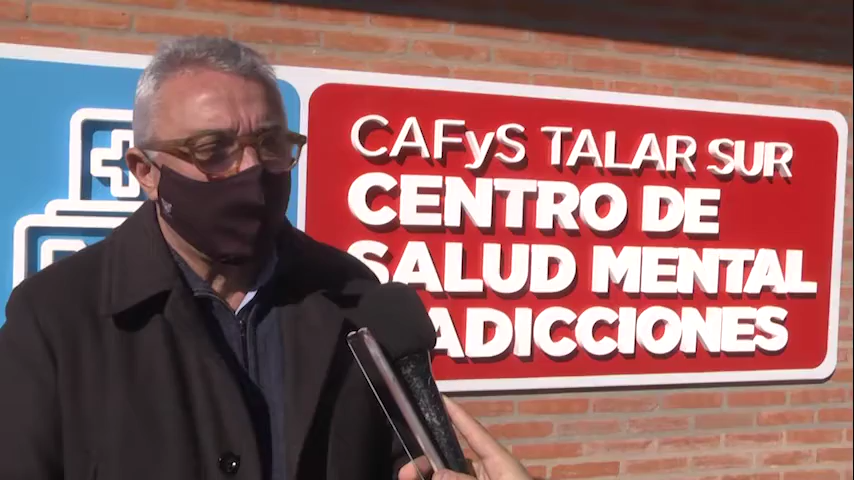 CAFyS TALAR SUR
CENTRO DE
SALUD MENTAL
ADICCIONES